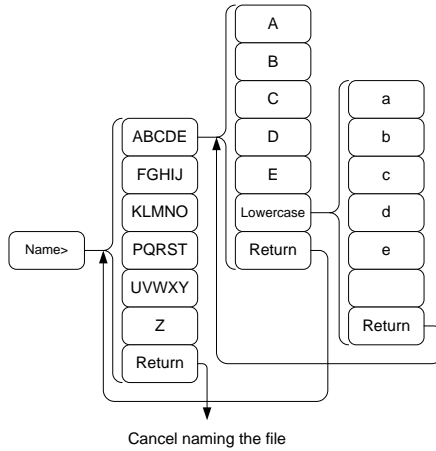 Name>
ABCDE
FGHIJ
KLMNO
PQRST
UVWXY
Z
Return
A
B
C
D
E
Lowercase
Return
a
b
c
d
e
Return
Cancel naming the file